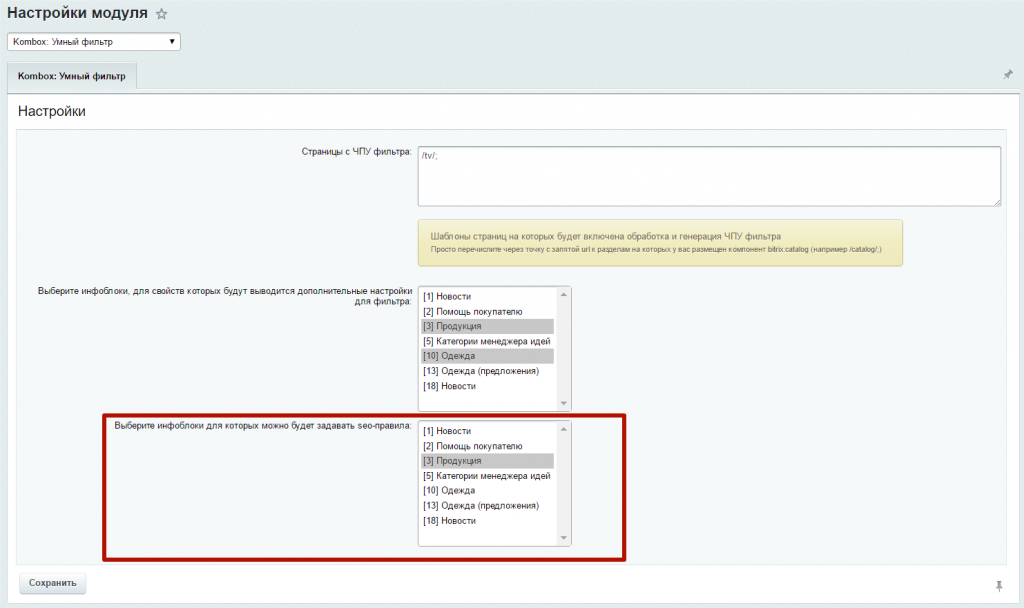 Настройки модуля
Kombox: Умный фильтр
Kombox: Умный фильтр
Настройки
Страницы с ЧПУ фильтра:
/tv/;
Шаблоны страниц на которых будет включена обработка и генерация ЧПУ фильтра
Просто перечислите через точку с запятой url к разделам на которых у вас размещен компонент bitrix:catalog (например /catalog/;)
Выберите инфоблоки, для свойств которых будут выводится дополнительные настройки
для фильтра:
[1] Новости
[2] Помощь покупателю
[3] Продукция
[5] Категории менеджера идей
[10] Одежда
[13] Одежда (предложения)
[18] Новости
Выберите инфоблоки для которых можно будет задавать seo-правила:
[1] Новости
[2] Помощь покупателю
[3] Продукция
[5] Категории менеджера идей
[10] Одежда
[13] Одежда (предложения)
[18] Новости
Сохранить